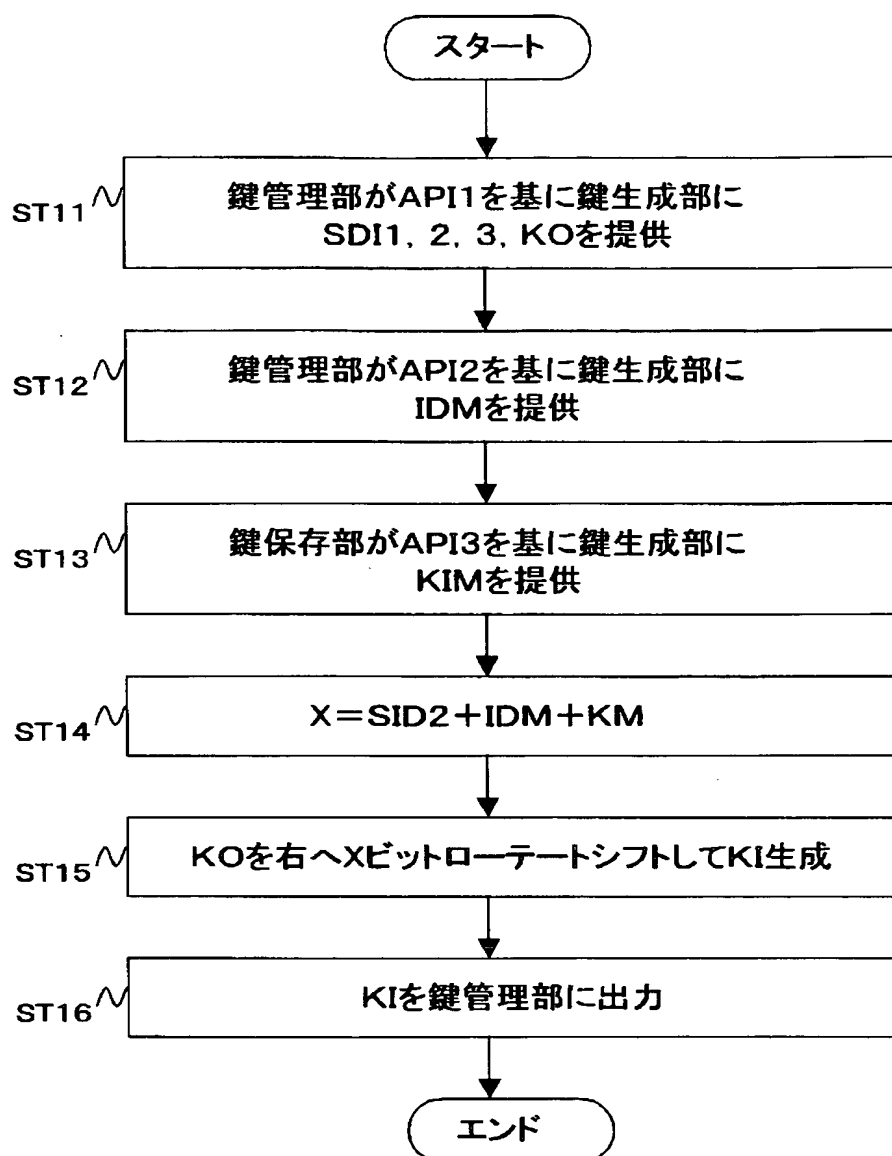 スタート
ST11
鍵管理部がAPI1を基に鍵生成部に
SDI1, 2, 3, KOを提供
ST12
鍵管理部がAPI2を基に鍵生成部に
IDMを提供
ST13
鍵保存部がAPI3を基に鍵生成部に
KIMを提供
ST14
X=SID2+IDM+KM
ST15
KOを右へXビットローテートシフトしてKI生成
ST16
KIを鍵管理部に出力
エンド